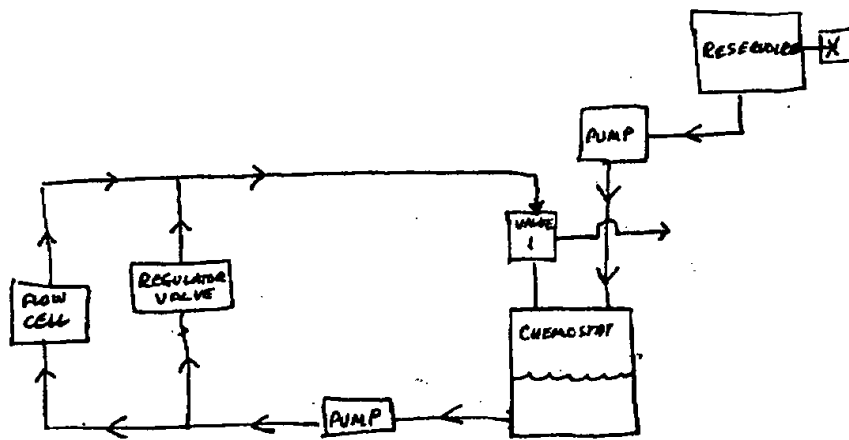 RESERVOIR
X
PUMP
VALVE
1
REGULATOR
VALVE
FLOW
CELL
CHEMOSTAT
PUMP